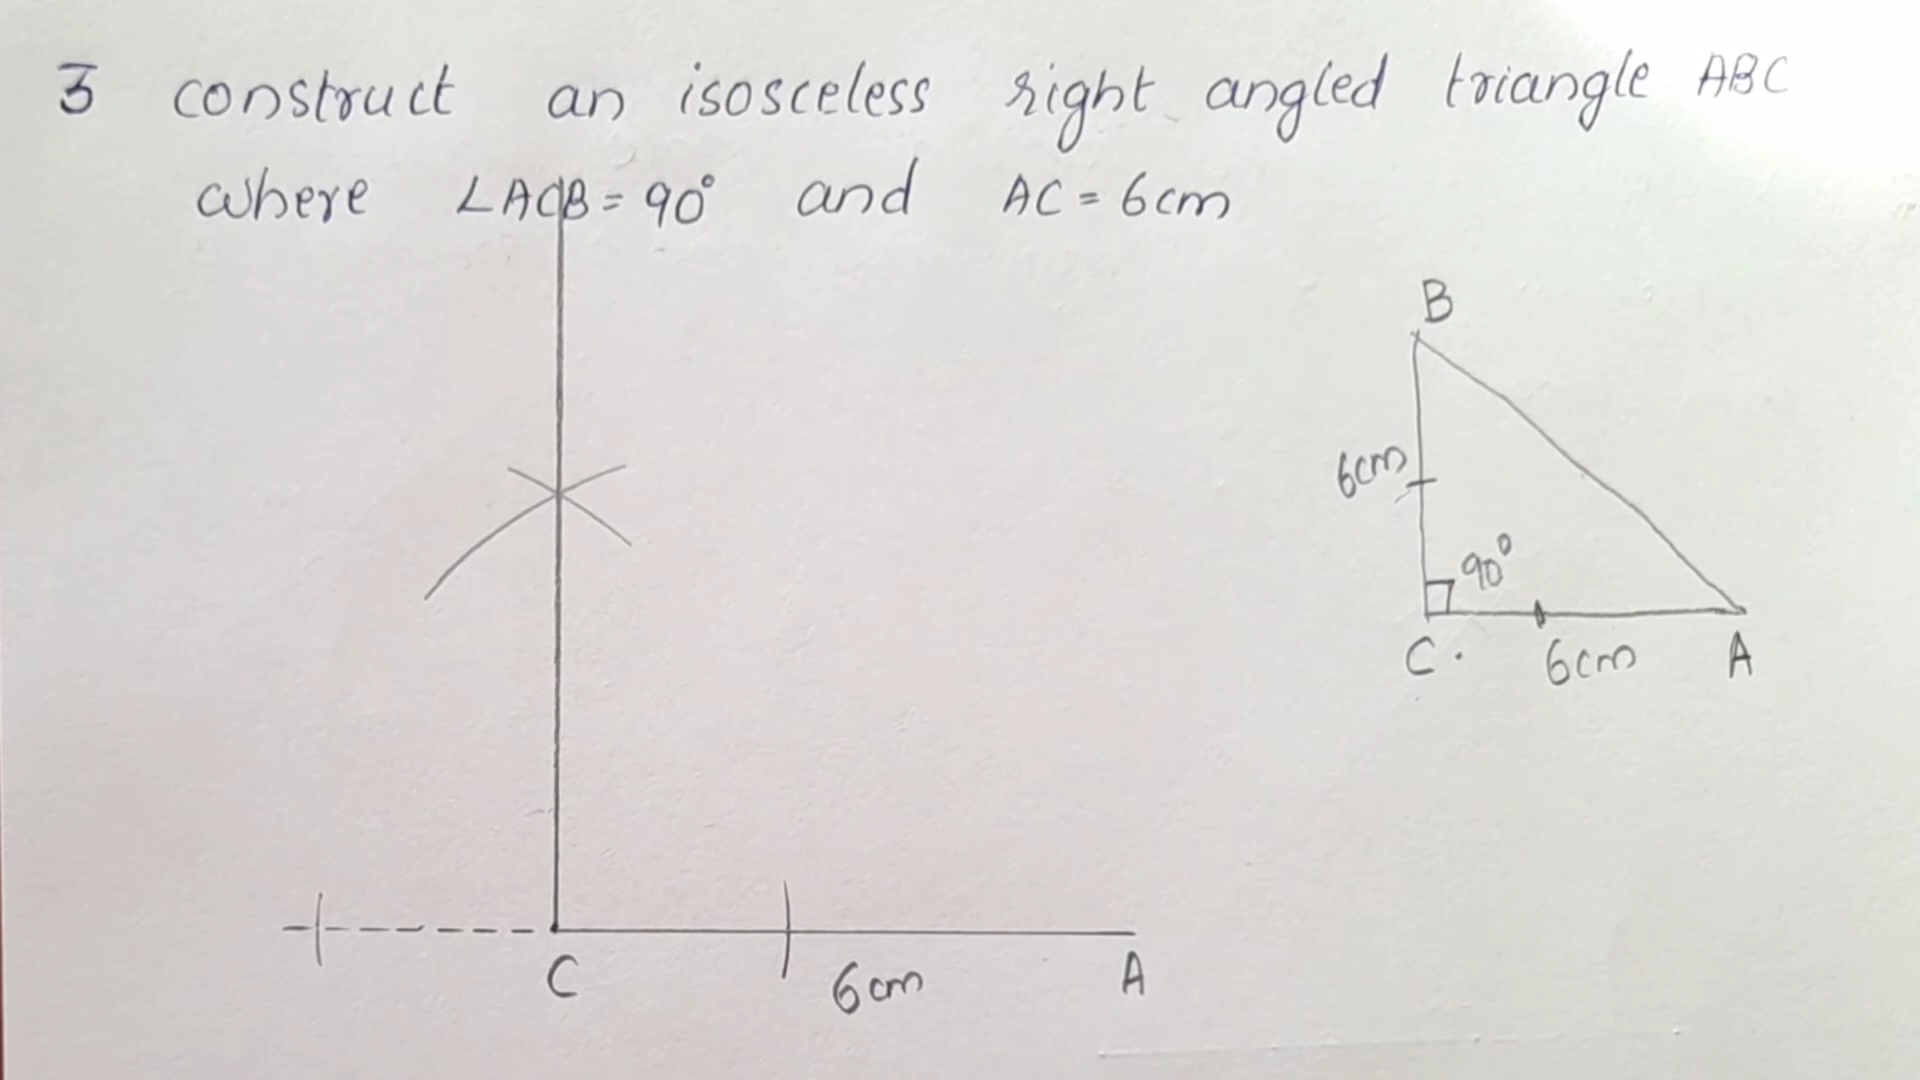 3 construct an isosceless right angled triangle ABC
where ∠ACB = 90° and AC = 6cm
B
6cm
90°
C. 6cm A
C 6cm A